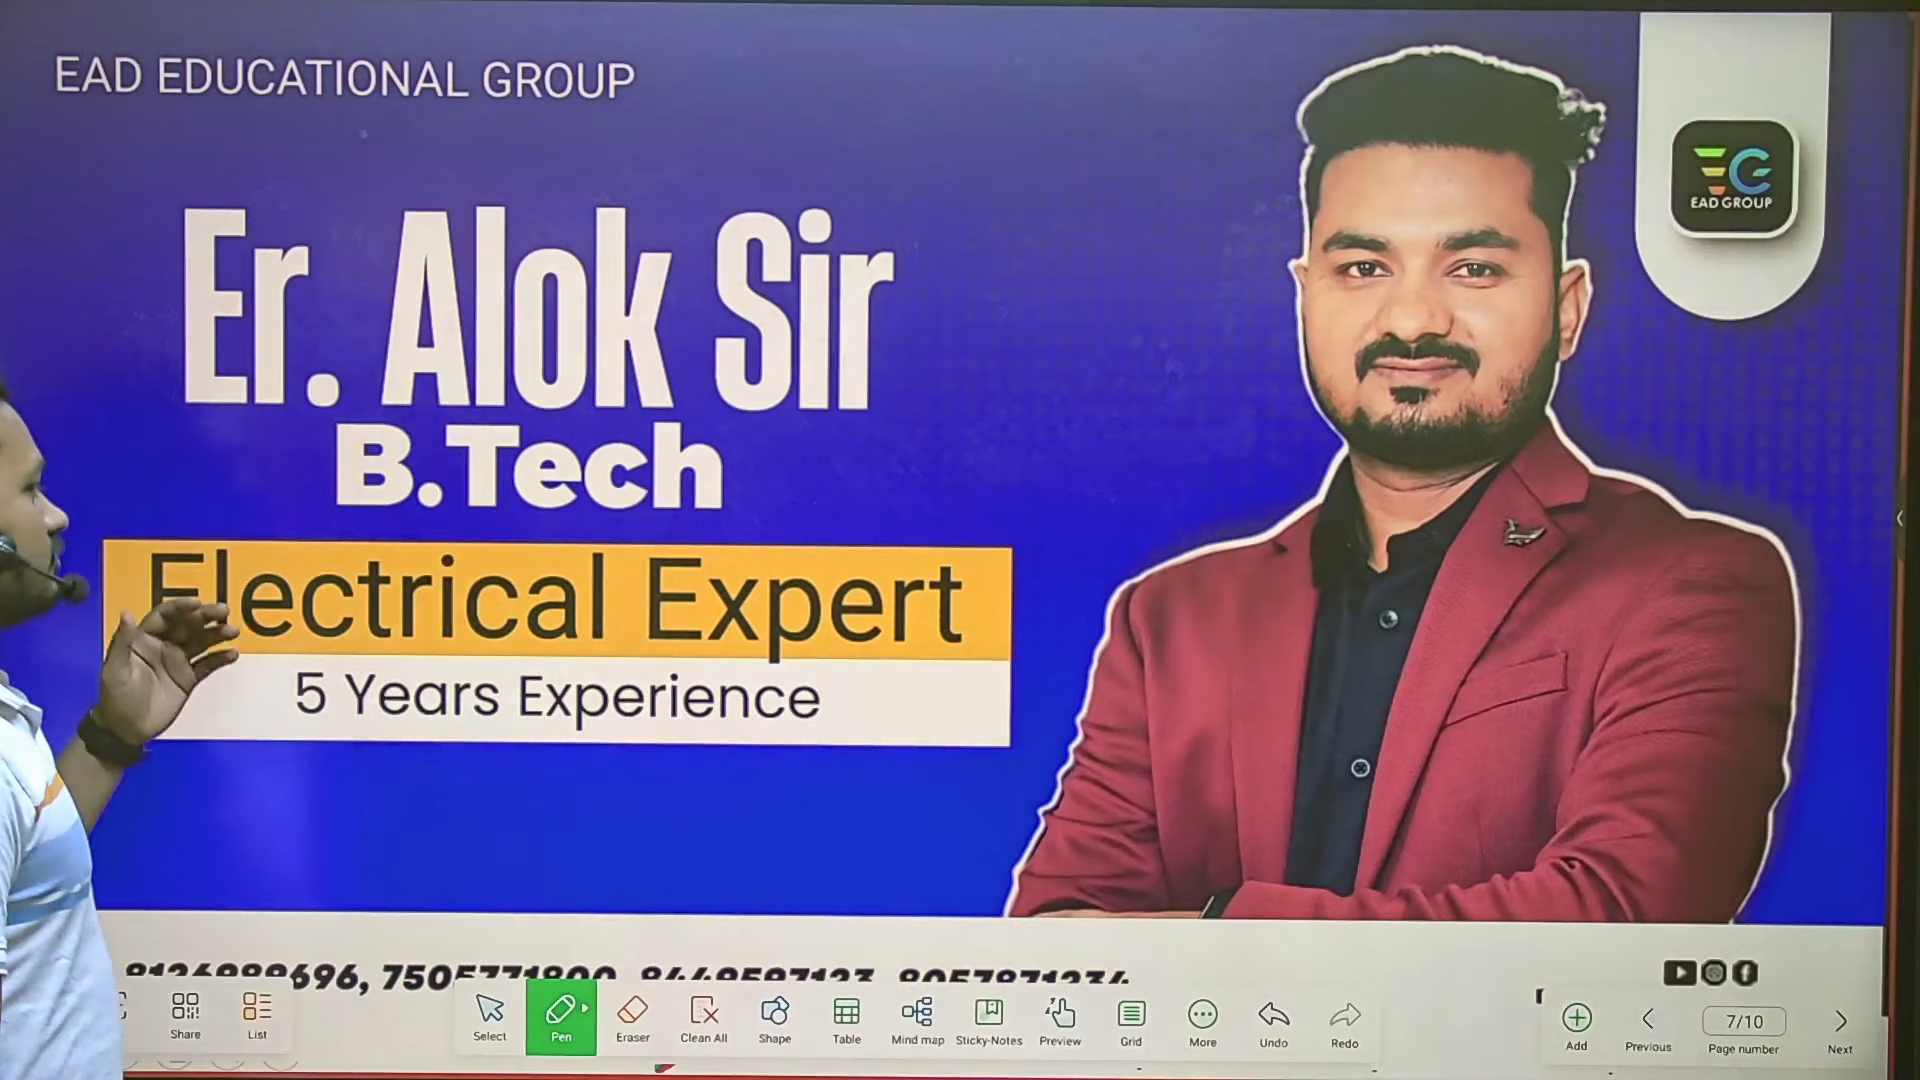 EAD EDUCATIONAL GROUP
EAD GROUP
Er. Alok Sir
B.Tech
Electrical Expert
5 Years Experience
Share
List
Select
Pen
Eraser
Clean All
Shape
Table
Mind map
Sticky-Notes
Preview
Grid
More
Undo
Redo
Add
Previous
7/10
Page number
Next